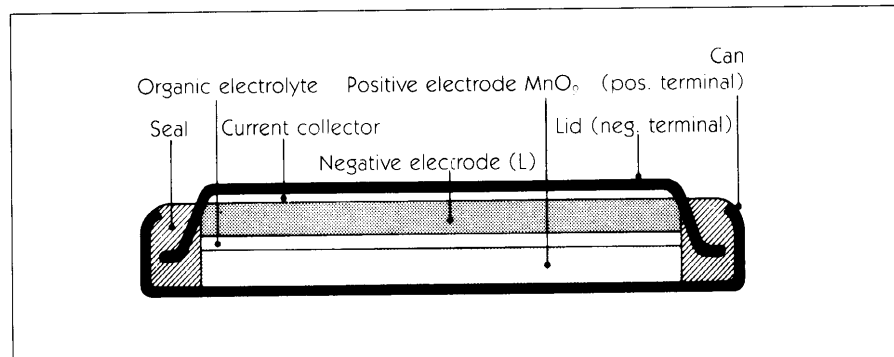 Can
Organic electrolyte Positive electrode MnO₂ (pos. terminal)
Seal Current collector Lid (neg. terminal)
Negative electrode (L)